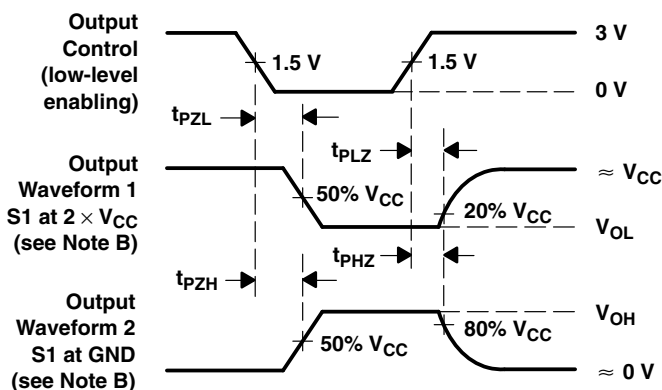 Output
Control
(low-level
enabling)
1.5 V
1.5 V
3 V
0 V
tPZL
tPLZ
Output
Waveform 1
S1 at 2 × VCC
(see Note B)
50% VCC
20% VCC
≈ VCC
VOL
tPZH
tPHZ
Output
Waveform 2
S1 at GND
(see Note B)
50% VCC
80% VCC
VOH
≈ 0 V